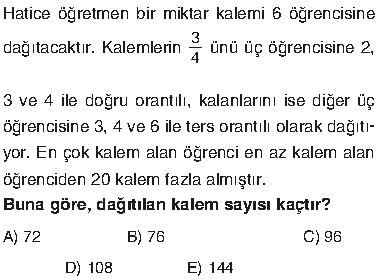 Hatice öğretmen bir miktar kalemi 6 öğrencisine
dağıtacaktır. Kalemlerin 3/4 ünü üç öğrencisine 2,
3 ve 4 ile doğru orantılı, kalanlarını ise diğer üç
öğrencisine 3, 4 ve 6 ile ters orantılı olarak dağıtı-
yor. En çok kalem alan öğrenci en az kalem alan
öğrenciden 20 kalem fazla almıştır.
Buna göre, dağıtılan kalem sayısı kaçtır?
A) 72 B) 76 C) 96
D) 108 E) 144